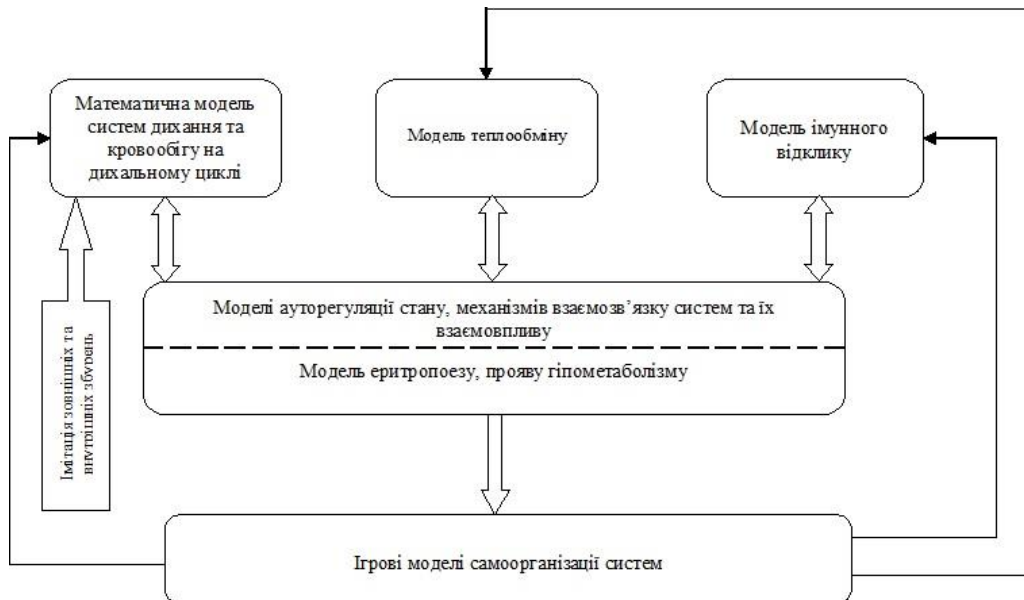 Математична модель
систем дихання та
кровообігу на
дихальному циклі
Модель теплообміну
Модель імунного
відклику
Імітація зовнішніх та
внутрішніх збурень
Моделі ауторегуляції стану, механізмів взаємозв’язку систем та їх
взаємовпливу
Модель еритропоезу, прояву гіпометаболізму
Ігрові моделі самоорганізації систем